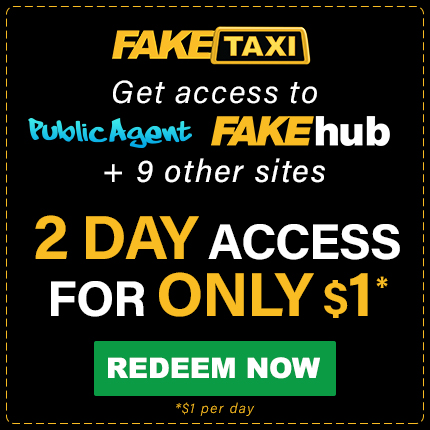 FAKE TAXI
Get access to
PublicAgent FAKEhub
+ 9 other sites
2 DAY ACCESS
FOR ONLY $1*
REDEEM NOW
*$1 per day